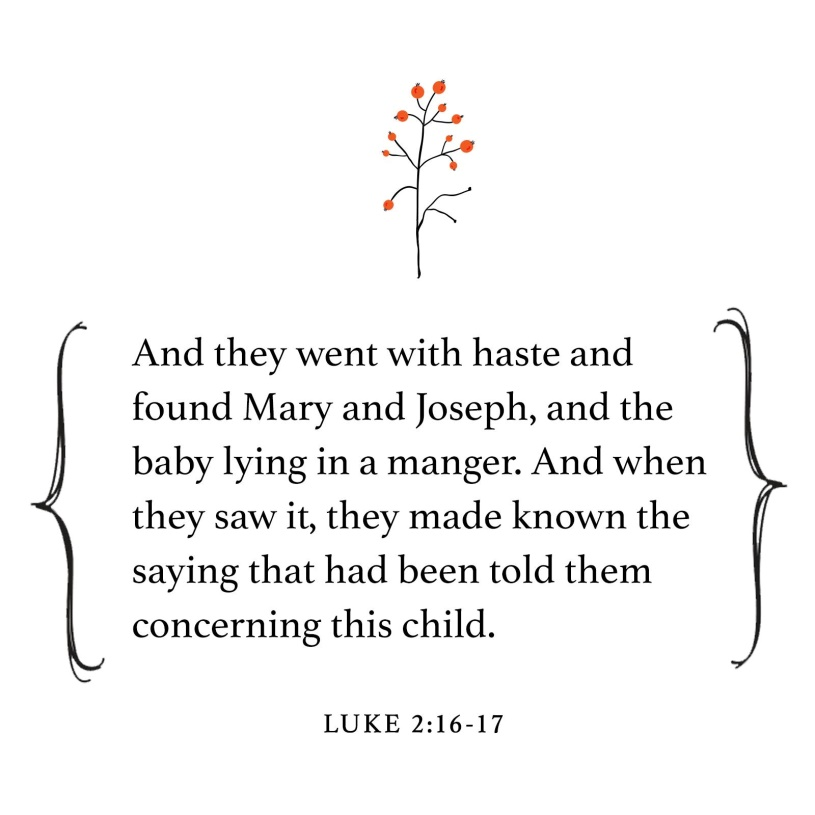 And they went with haste and
found Mary and Joseph, and the
baby lying in a manger. And when
they saw it, they made known the
saying that had been told them
concerning this child.
LUKE 2:16-17